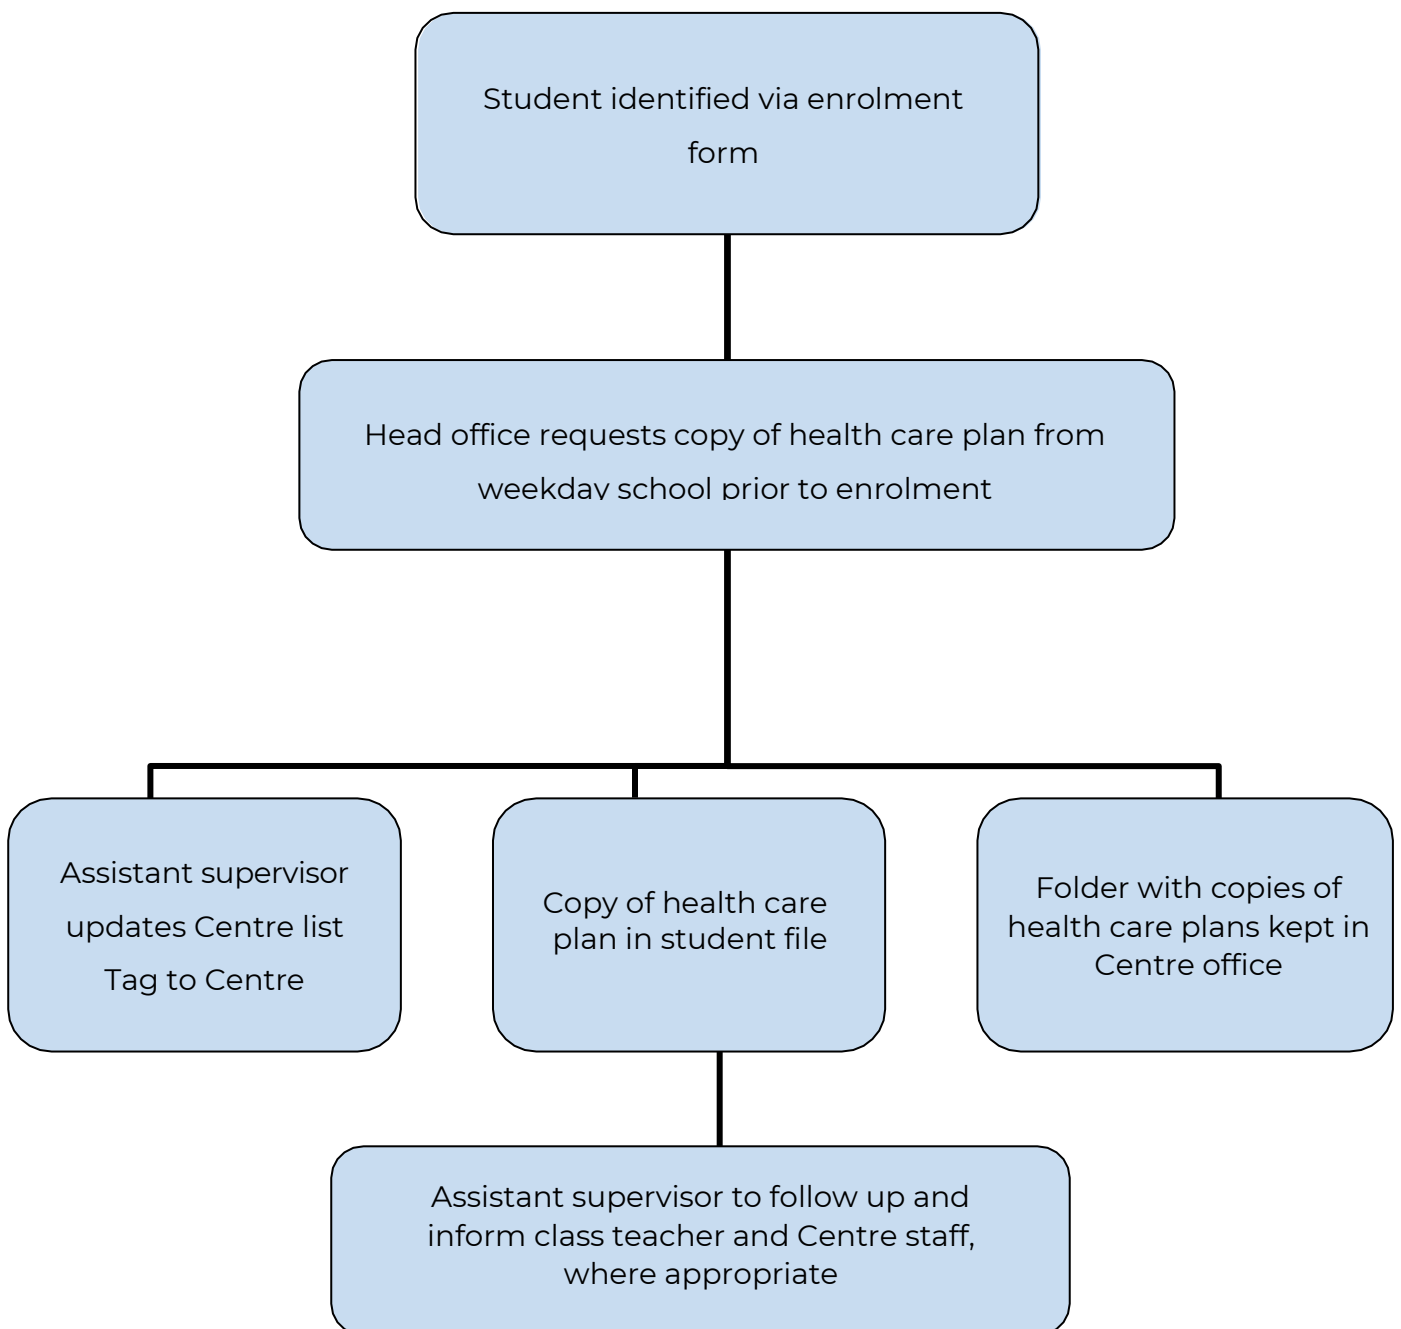 Student identified via enrolment
form
Head office requests copy of health care plan from
weekday school prior to enrolment
Assistant supervisor
updates Centre list
Tag to Centre
Copy of health care
plan in student file
Folder with copies of
health care plans kept in
Centre office
Assistant supervisor to follow up and
inform class teacher and Centre staff,
where appropriate